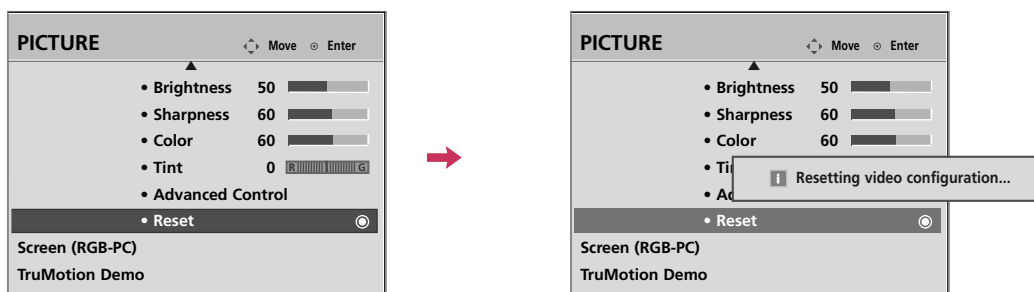 PICTURE Move Enter
• Brightness 50
• Sharpness 60
• Color 60
• Tint 0 R G
• Advanced Control
• Reset
Screen (RGB-PC)
TruMotion Demo
PICTURE Move Enter
• Brightness 50
• Sharpness 60
• Color 60
• Ti
i Resetting video configuration...
• Ad
• Reset
Screen (RGB-PC)
TruMotion Demo